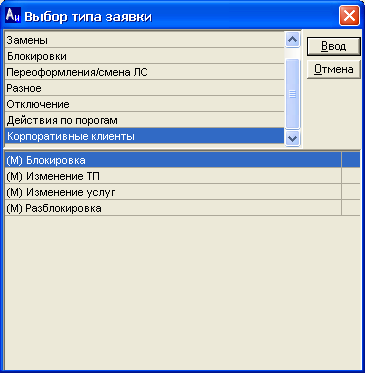 Аи Выбор типа заявки
Замены
Блокировки
Переоформления/смена ЛС
Разное
Отключение
Действия по порогам
Корпоративные клиенты
Ввод
Отмена
(М) Блокировка
(М) Изменение ТП
(М) Изменение услуг
(М) Разблокировка